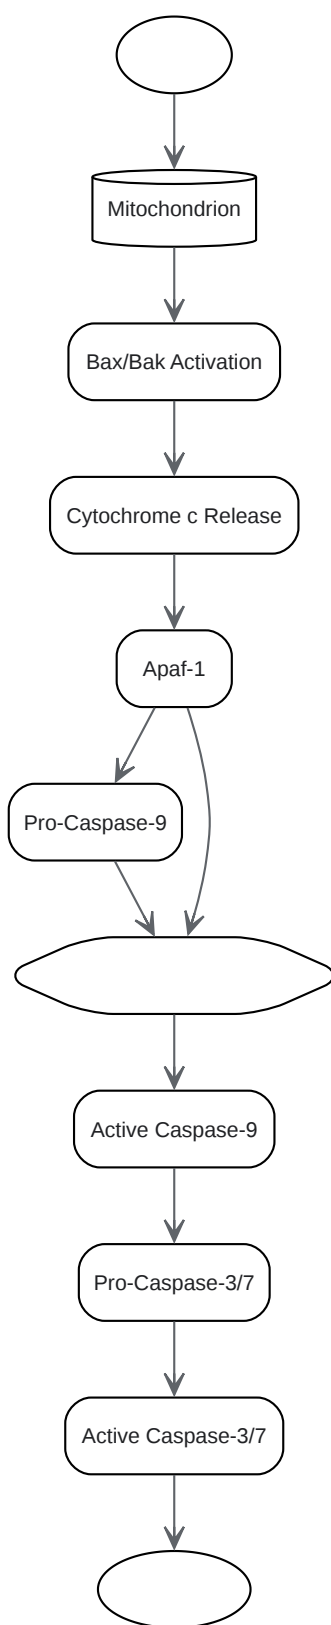 Mitochondrion
Bax/Bak Activation
Cytochrome c Release
Apaf-1
Pro-Caspase-9
Active Caspase-9
Pro-Caspase-3/7
Active Caspase-3/7